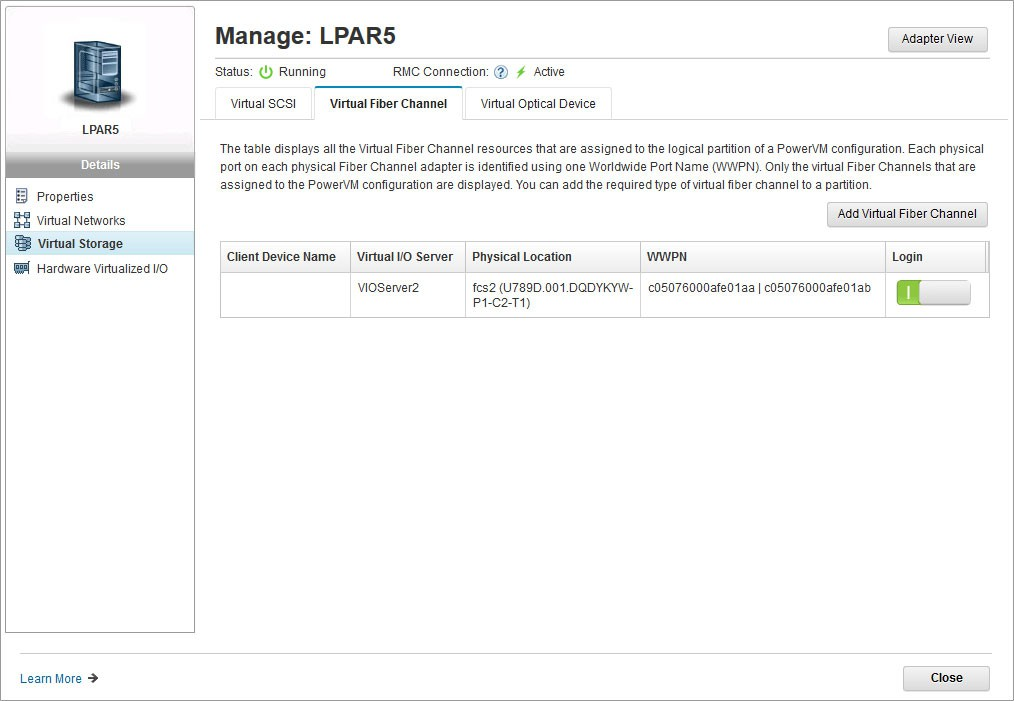 LPAR5
Details
Properties
Virtual Networks
Virtual Storage
Hardware Virtualized I/O
Manage: LPAR5
Adapter View
Status: Running RMC Connection: ? Active
Virtual SCSI Virtual Fiber Channel Virtual Optical Device
The table displays all the Virtual Fiber Channel resources that are assigned to the logical partition of a PowerVM configuration. Each physical
port on each physical Fiber Channel adapter is identified using one Worldwide Port Name (WWPN). Only the virtual Fiber Channels that are
assigned to the PowerVM configuration are displayed. You can add the required type of virtual fiber channel to a partition.
Add Virtual Fiber Channel
Client Device Name Virtual I/O Server Physical Location WWPN Login
VIOServer2 fcs2 (U789D.001.DQDYKYW- c05076000afe01aa | c05076000afe01ab
P1-C2-T1)
Learn More
Close